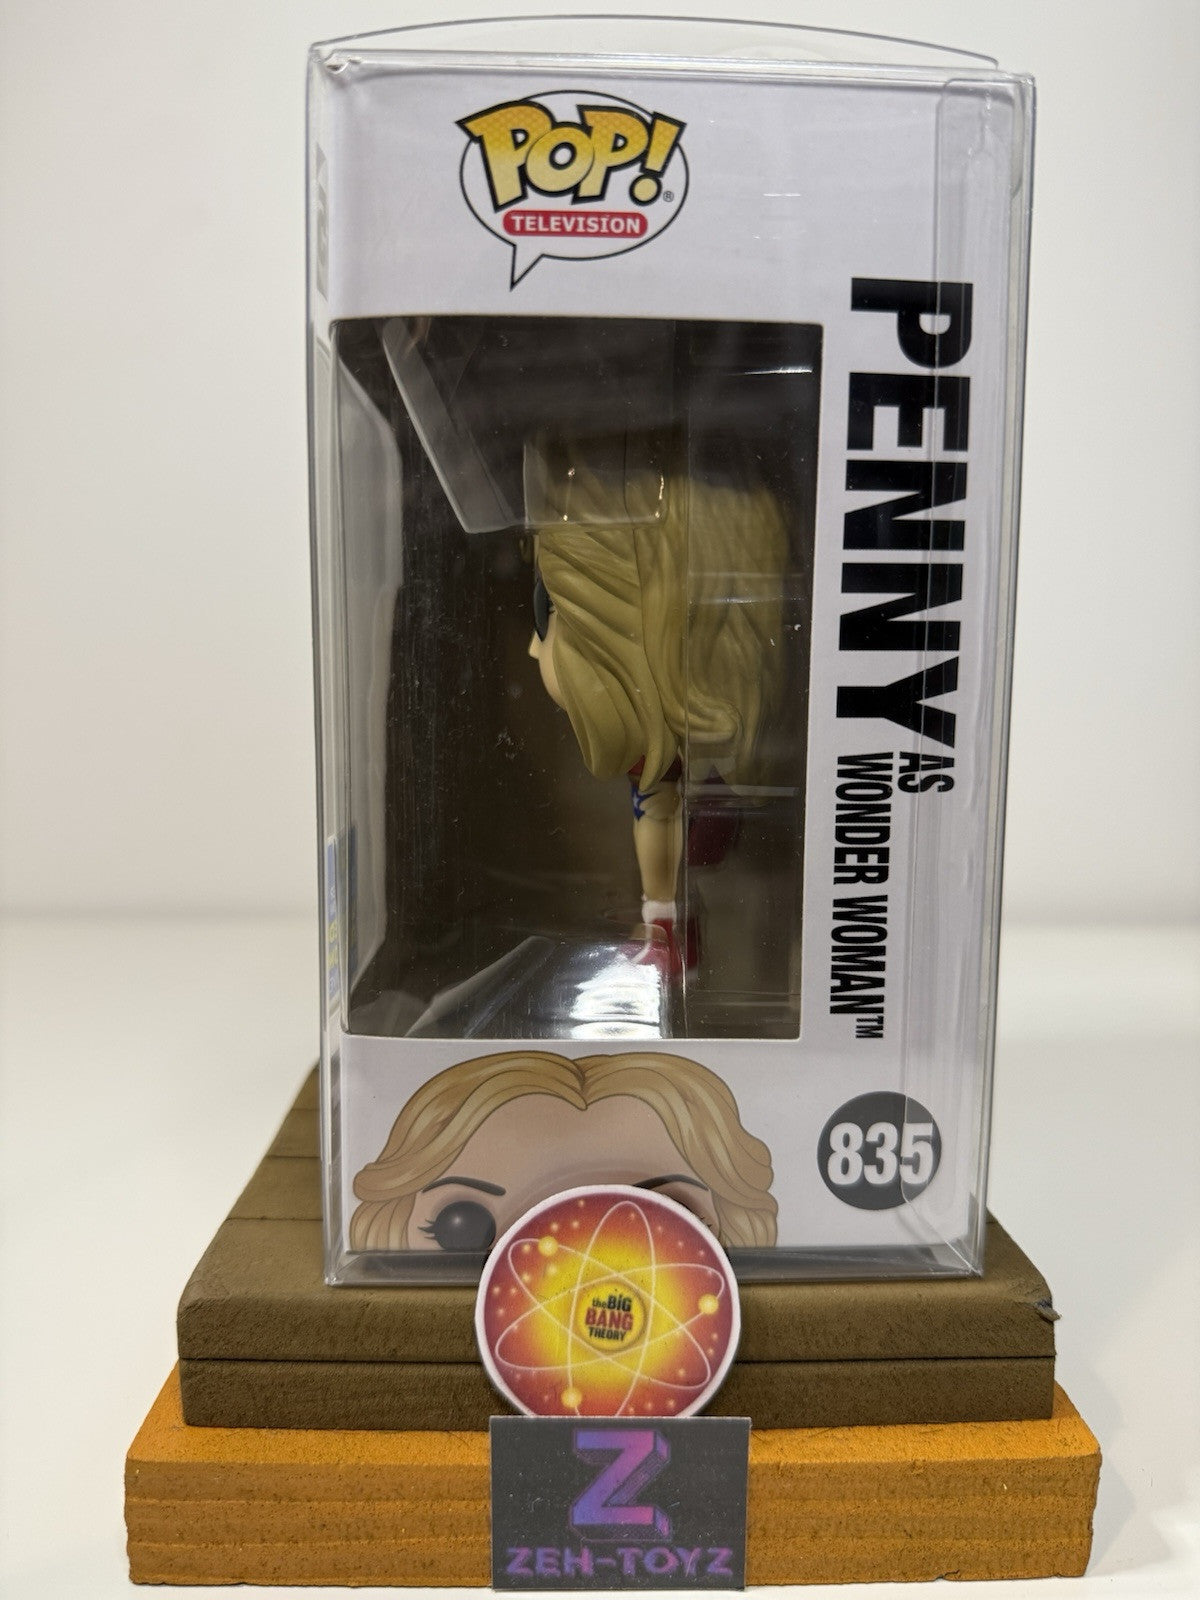 POP!®
TELEVISION
PENNY AS
WONDER WOMAN™
835
the BIG
BANG
THEORY
Z
ZEH-TOYZ